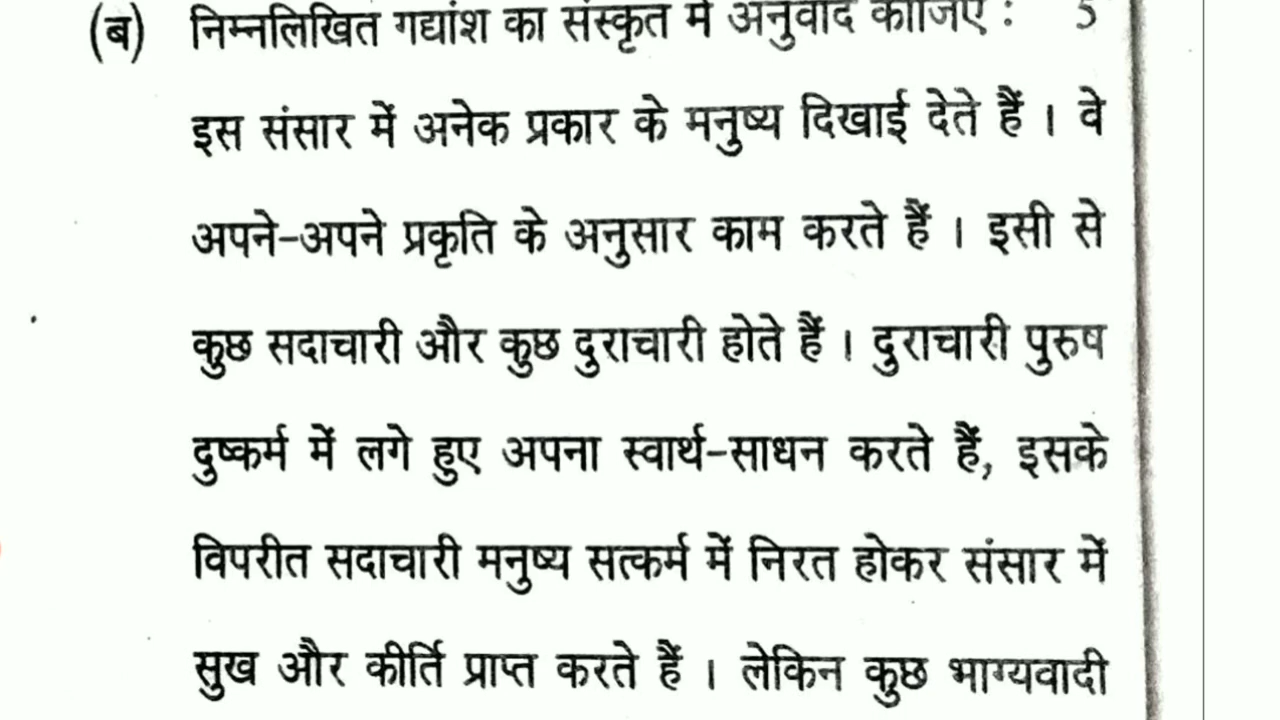 (ब) निम्नलिखित गद्यांश का संस्कृत में अनुवाद कीजिए : 5
इस संसार में अनेक प्रकार के मनुष्य दिखाई देते हैं । वे
अपने-अपने प्रकृति के अनुसार काम करते हैं । इसी से
कुछ सदाचारी और कुछ दुराचारी होते हैं । दुराचारी पुरुष
दुष्कर्म में लगे हुए अपना स्वार्थ-साधन करते हैं, इसके
विपरीत सदाचारी मनुष्य सत्कर्म में निरत होकर संसार में
सुख और कीर्ति प्राप्त करते हैं । लेकिन कुछ भाग्यवादी